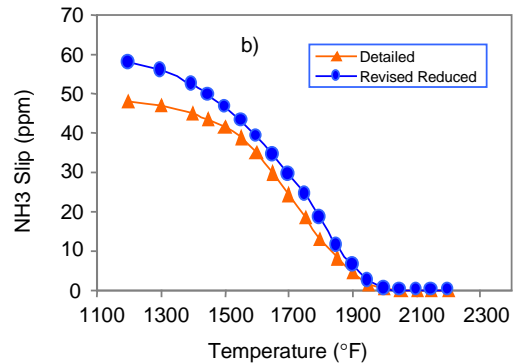 70
60
50
40
30
20
10
0
NH3 Slip (ppm)
b)
Detailed
Revised Reduced
1100 1300 1500 1700 1900 2100 2300
Temperature (°F)